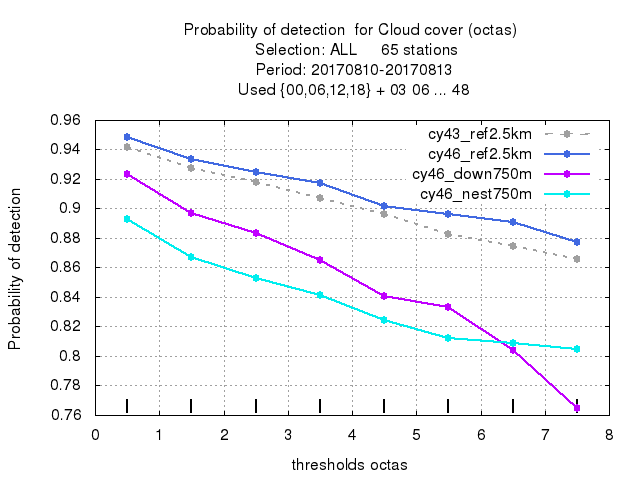 Probability of detection  for Cloud cover (octas)
Selection: ALL     65 stations
Period: 20170810-20170813
Used {00,06,12,18} + 03 06 ... 48
0.96
0.94
0.92
0.9
0.88
0.86
0.84
0.82
0.8
0.78
0.76
Probability of detection
cy43_ref2.5km
cy46_ref2.5km
cy46_down750m
cy46_nest750m
0 1 2 3 4 5 6 7 8
thresholds octas